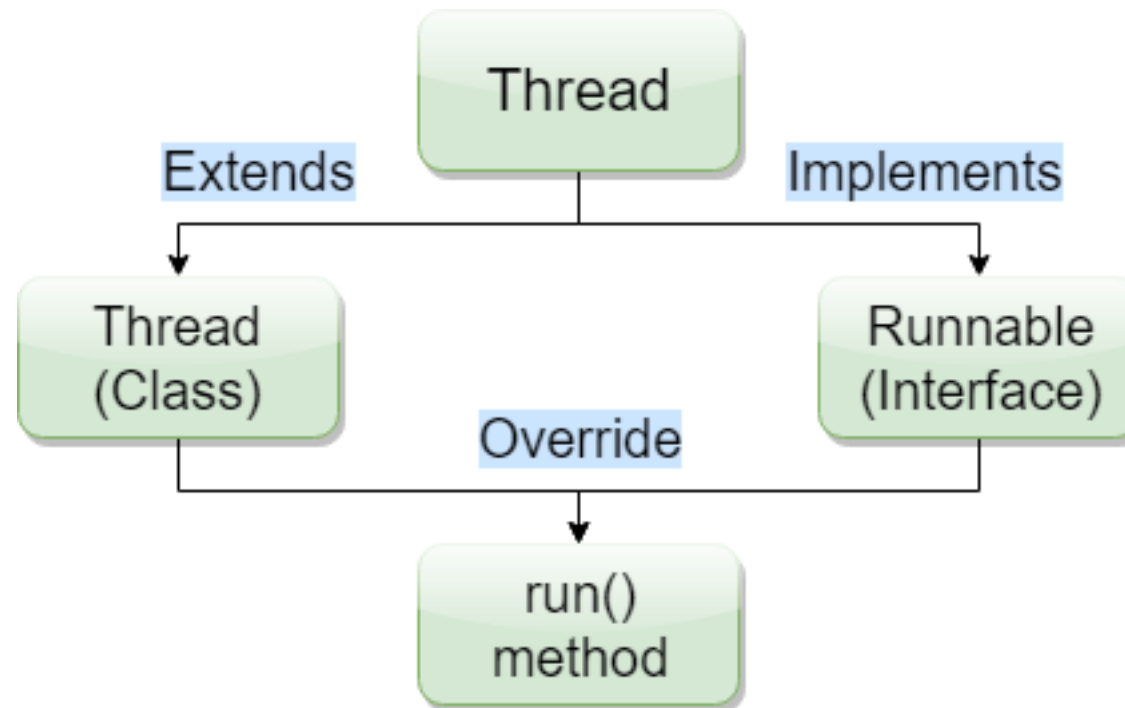 Thread
Extends
Implements
Thread
(Class)
Runnable
(Interface)
Override
run()
method